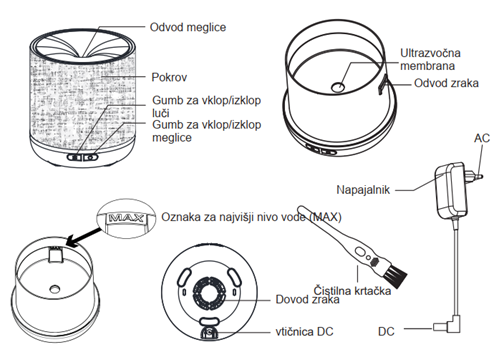 Odvod meglice
Pokrov
Gumb za vklop/izklop
luči
Gumb za vklop/izklop
meglice
Ultrazvočna
membrana
Odvod zraka
AC
Napajalnik
MAX
Oznaka za najvišji nivo vode (MAX)
Čistilna krtačka
Dovod zraka
vtičnica DC
DC